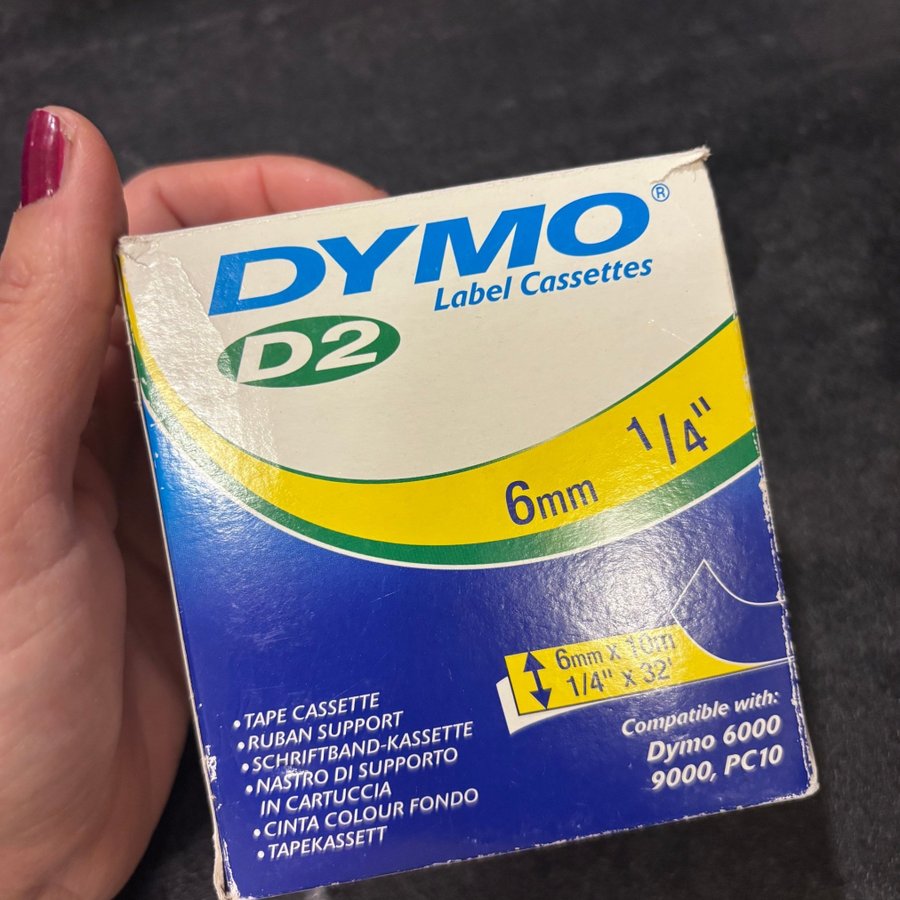 DYMO®
Label Cassettes
D2
6mm 1/4"
6mm x 10m
1/4" x 32'
•TAPE CASSETTE
•RUBAN SUPPORT
•SCHRIFTBAND-KASSETTE
•NASTRO DI SUPPORTO
IN CARTUCCIA
•CINTA COLOUR FONDO
•TAPEKASSETT
Compatible with:
Dymo 6000
9000, PC10